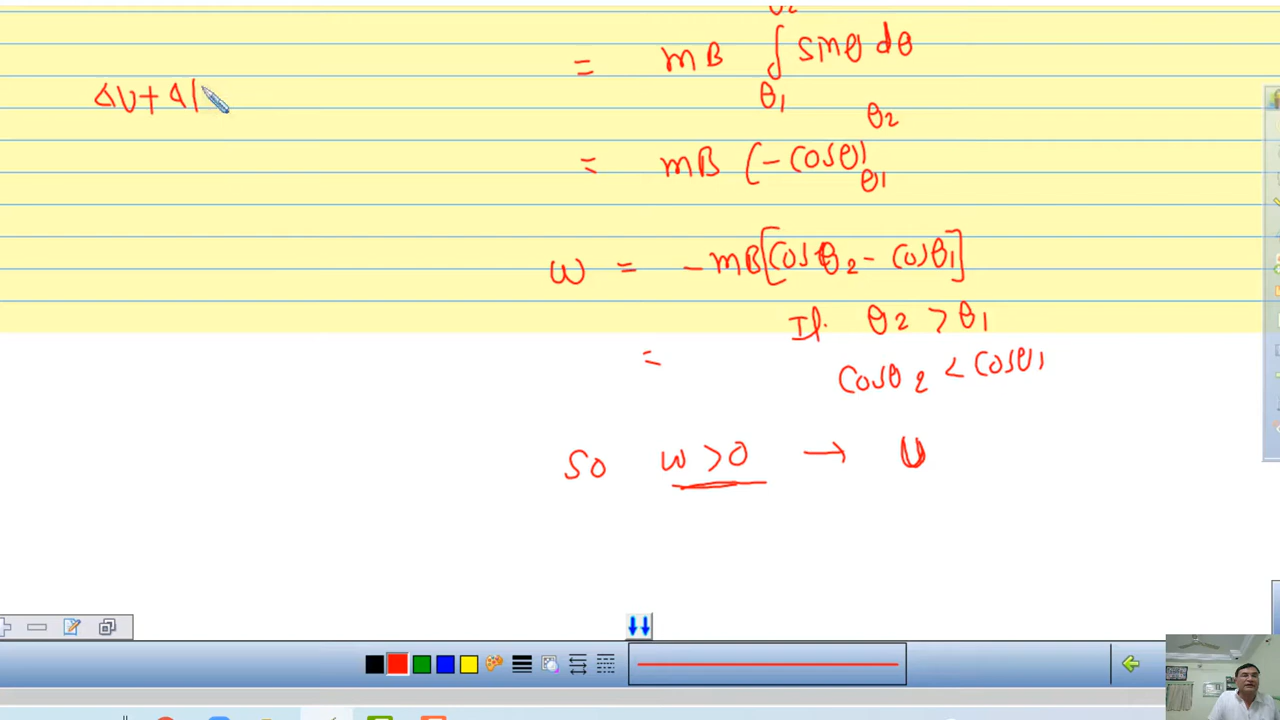 = mB ∫ sinθ dθ
θ1
ΔU + Δ
= mB (-cosθ) θ2 θ1
W = -mB[cosθ2 - cosθ1]
If θ2 > θ1
=
cosθ2 < cosθ1
So W > 0 → U